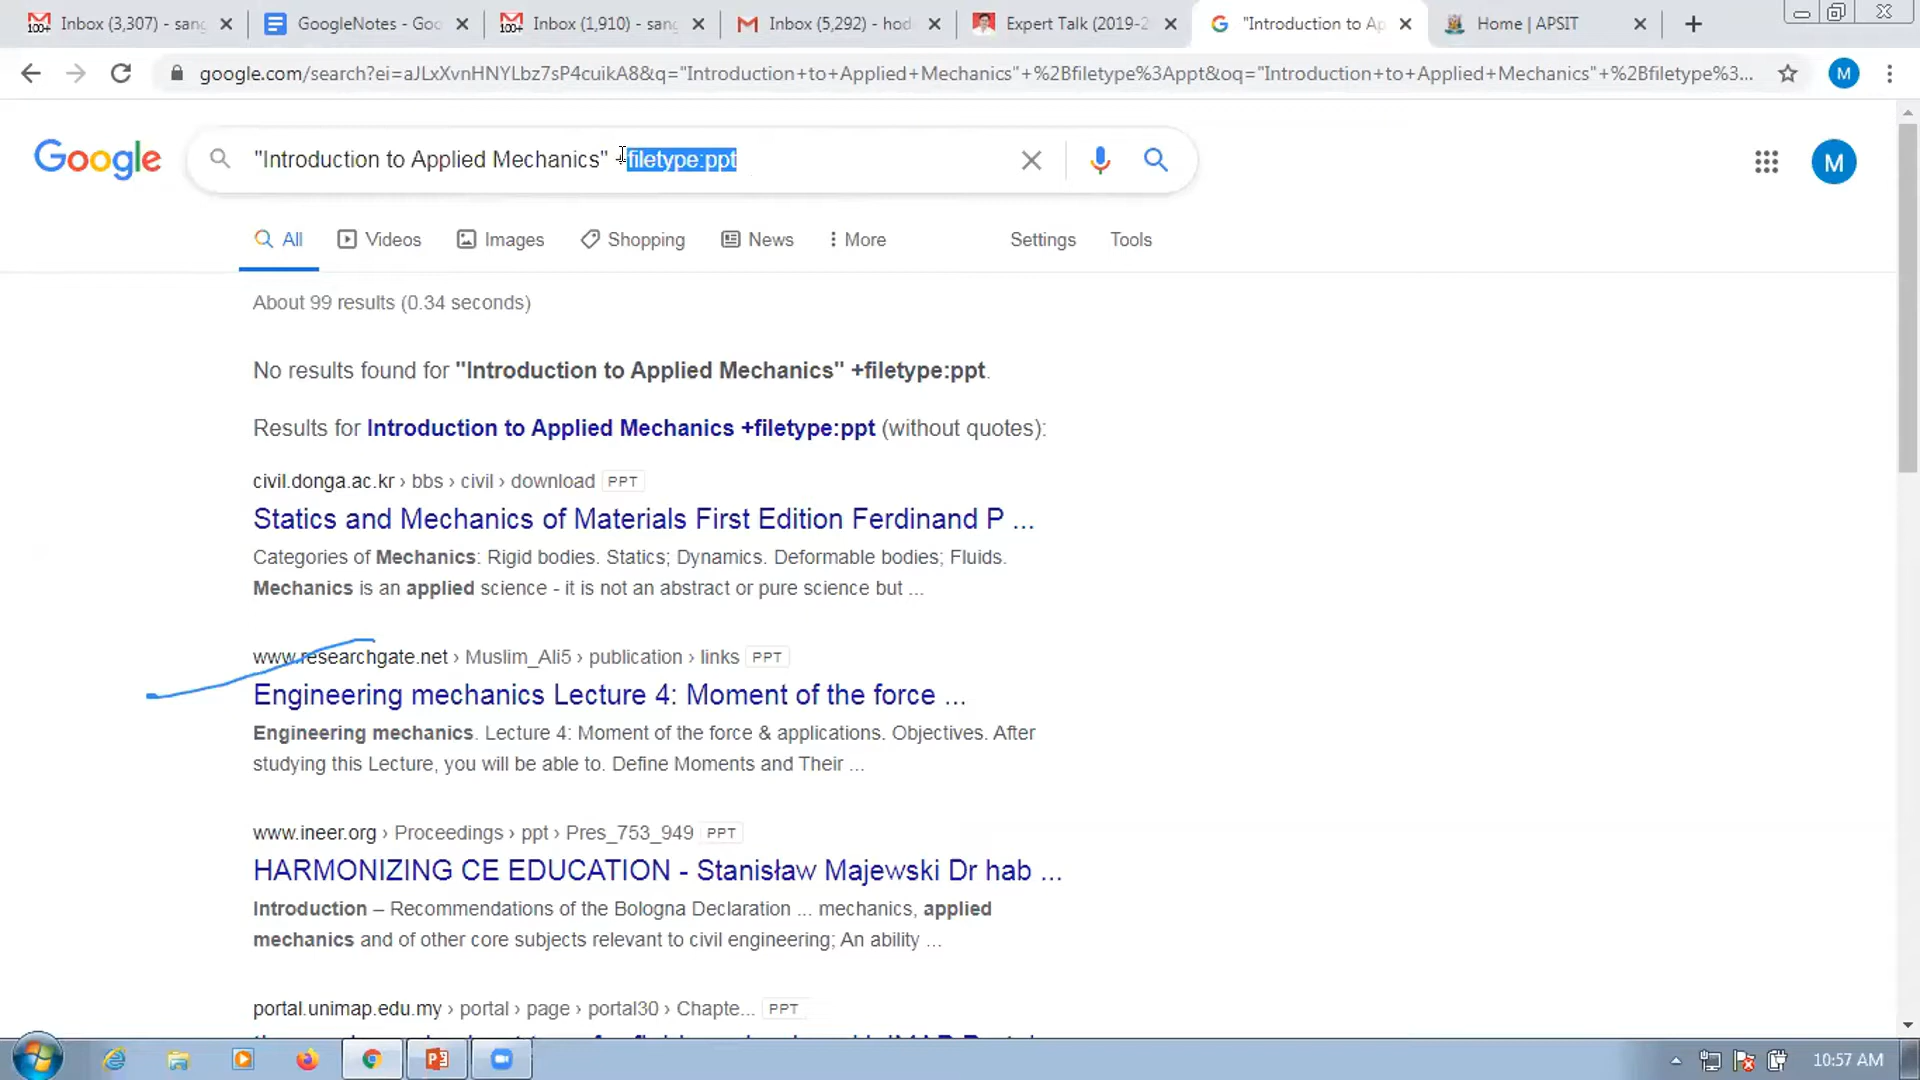 Inbox (3,307) - sang
GoogleNotes - Goo
Inbox (1,910) - sang
Inbox (5,292) - hod
Expert Talk (2019-2
"Introduction to Ap
Home | APSIT
google.com/search?ei=aJLxXvnHNYLbz7sP4cuikA8&q="Introduction+to+Applied+Mechanics"+%2Bfiletype%3Appt&oq="Introduction+to+Applied+Mechanics"+%2Bfiletype%3...
M
Google
"Introduction to Applied Mechanics" +filetype:ppt
M
All
Videos
Images
Shopping
News
More
Settings
Tools
About 99 results (0.34 seconds)
No results found for "Introduction to Applied Mechanics" +filetype:ppt.
Results for Introduction to Applied Mechanics +filetype:ppt (without quotes):
civil.donga.ac.kr › bbs › civil › download PPT
Statics and Mechanics of Materials First Edition Ferdinand P ...
Categories of Mechanics: Rigid bodies. Statics; Dynamics. Deformable bodies; Fluids.
Mechanics is an applied science - it is not an abstract or pure science but ...
www.researchgate.net › Muslim_Ali5 › publication › links PPT
Engineering mechanics Lecture 4: Moment of the force ...
Engineering mechanics. Lecture 4: Moment of the force & applications. Objectives. After
studying this Lecture, you will be able to. Define Moments and Their ...
www.ineer.org › Proceedings › ppt › Pres_753_949 PPT
HARMONIZING CE EDUCATION - Stanisław Majewski Dr hab ...
Introduction – Recommendations of the Bologna Declaration ... mechanics, applied
mechanics and of other core subjects relevant to civil engineering; An ability ...
portal.unimap.edu.my › portal › page › portal30 › Chapte... PPT
10:57 AM